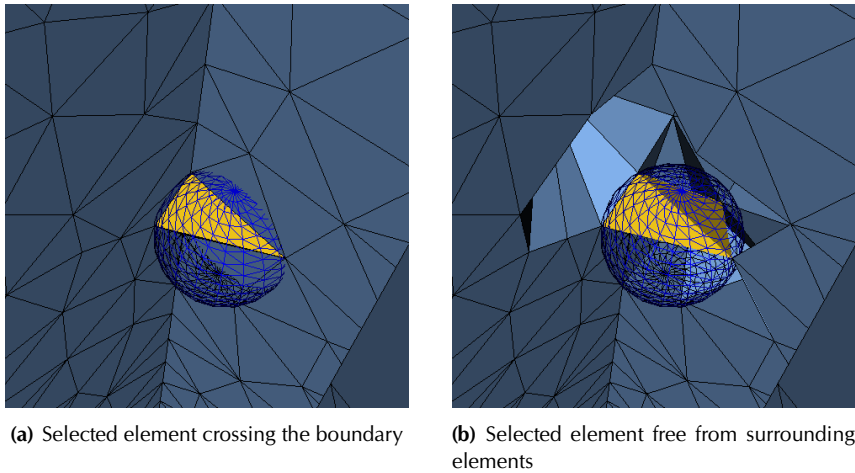 (a) Selected element crossing the boundary
(b) Selected element free from surrounding
elements